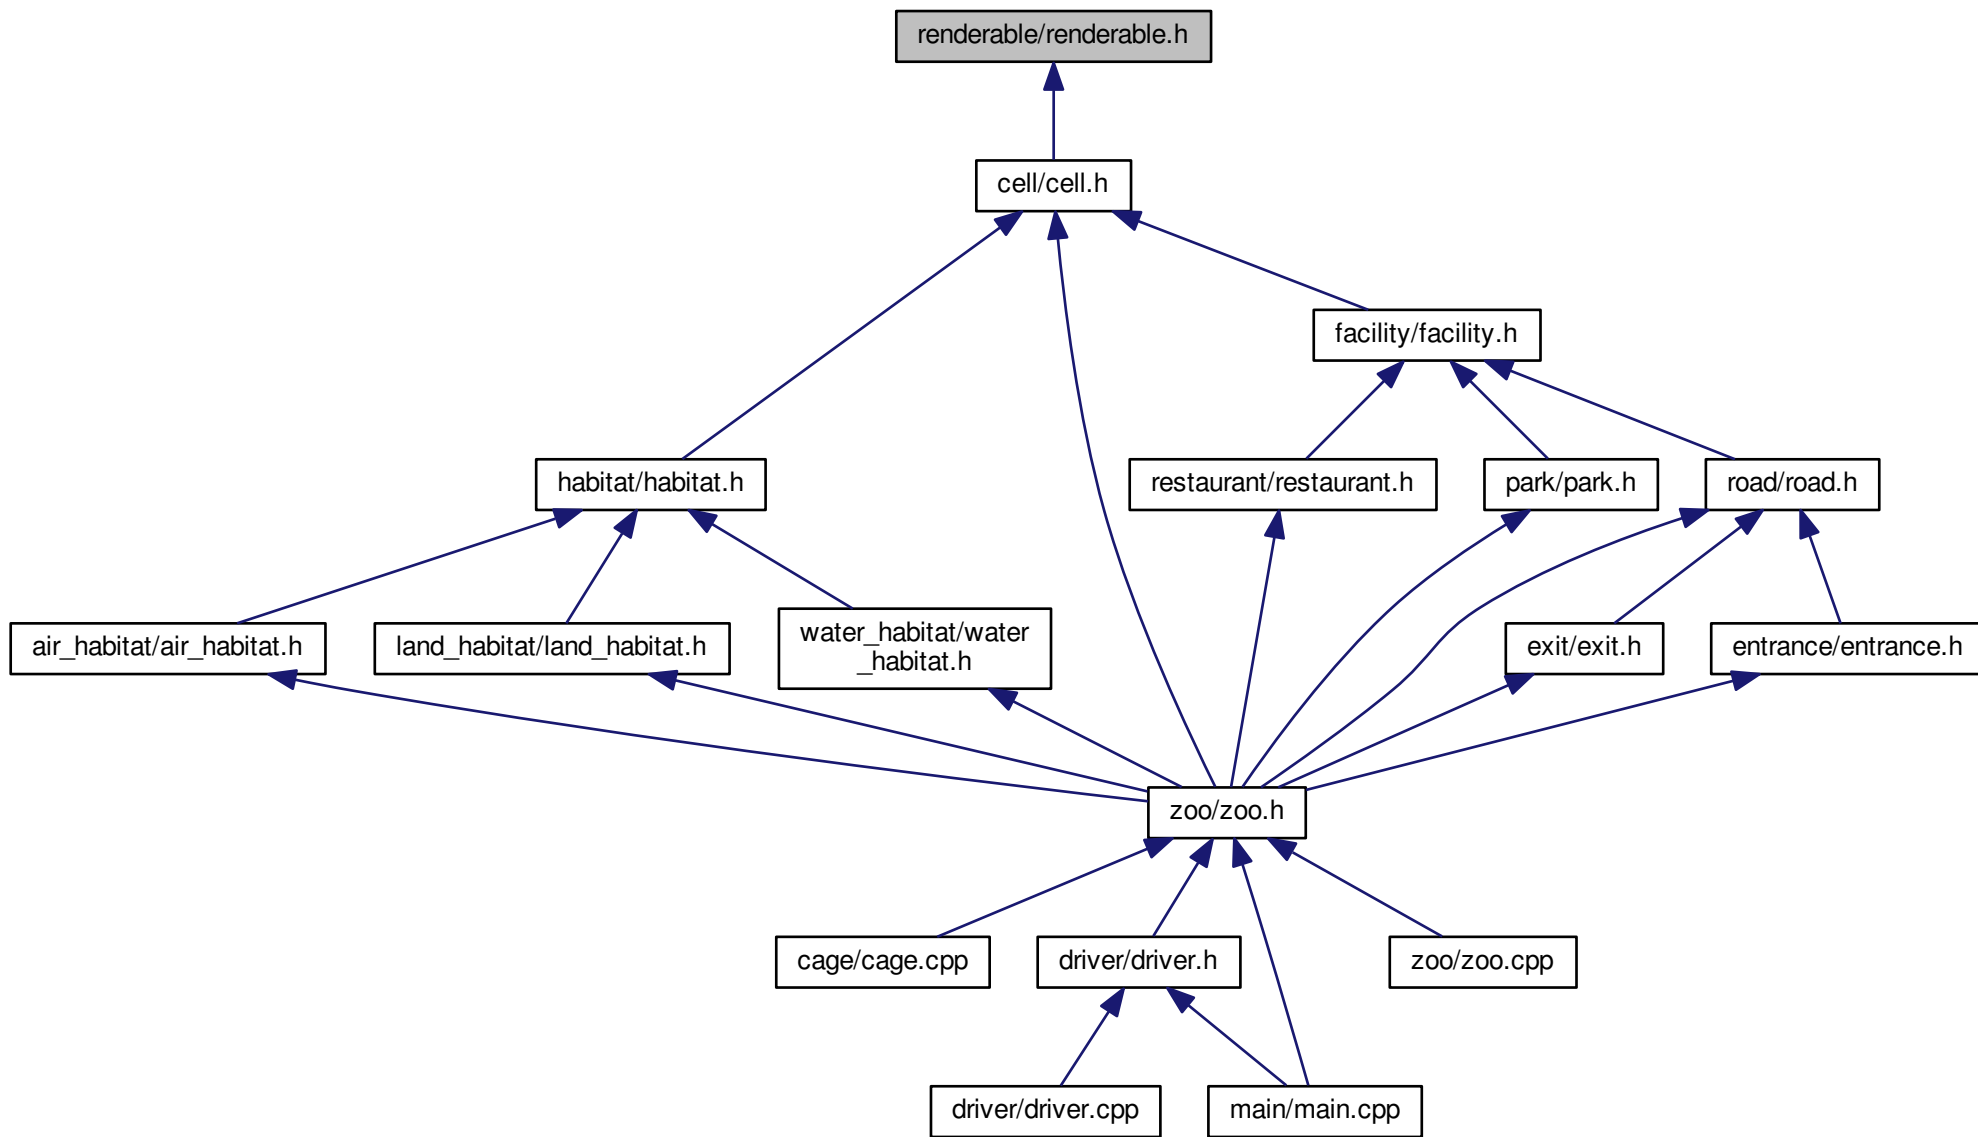 renderable/renderable.h
cell/cell.h
facility/facility.h
habitat/habitat.h
restaurant/restaurant.h
park/park.h
road/road.h
air_habitat/air_habitat.h
land_habitat/land_habitat.h
water_habitat/water
_habitat.h
exit/exit.h
entrance/entrance.h
zoo/zoo.h
cage/cage.cpp
driver/driver.h
zoo/zoo.cpp
driver/driver.cpp
main/main.cpp